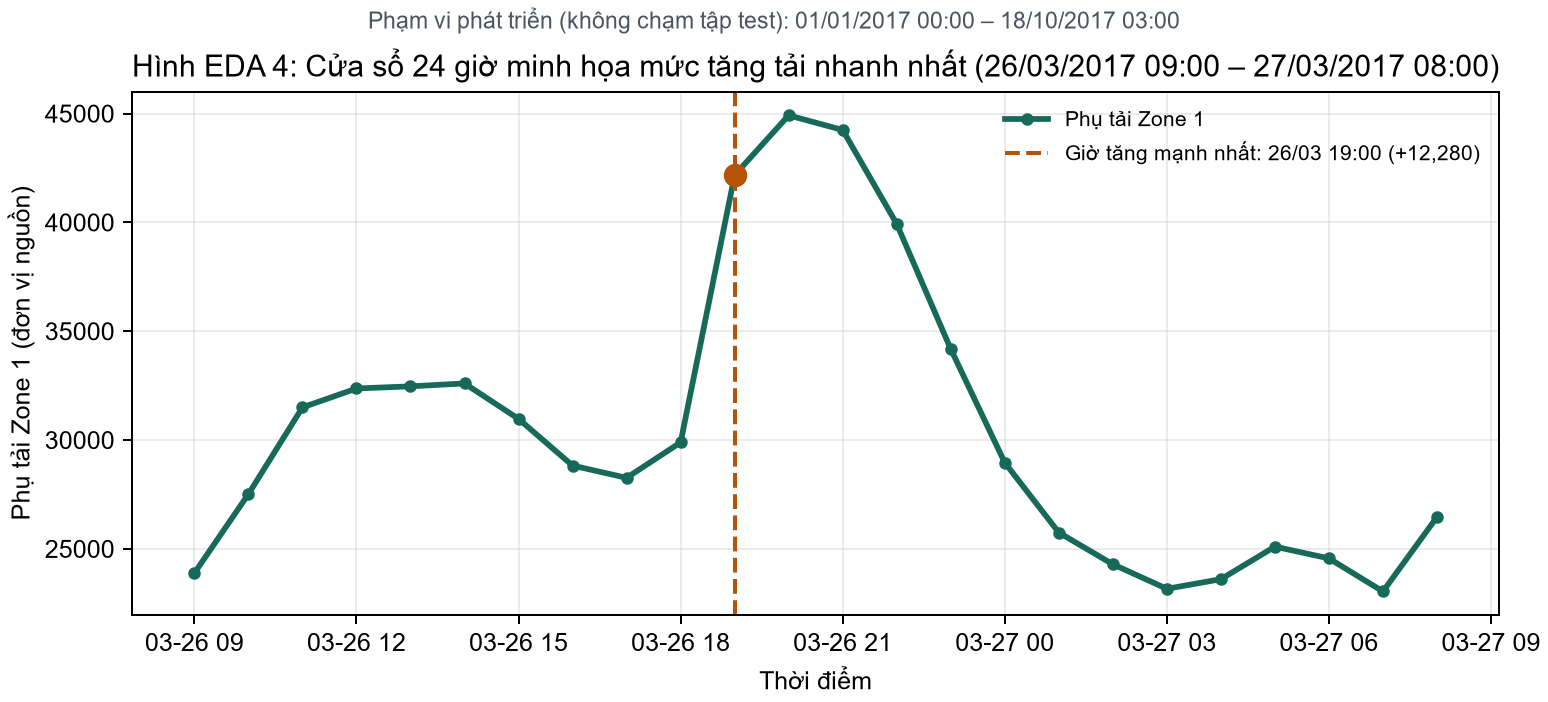 Phạm vi phát triển (không chạm tập test): 01/01/2017 00:00 – 18/10/2017 03:00
Hình EDA 4: Cửa sổ 24 giờ minh họa mức tăng tải nhanh nhất (26/03/2017 09:00 – 27/03/2017 08:00)
Phụ tải Zone 1
Giờ tăng mạnh nhất: 26/03 19:00 (+12,280)
Phụ tải Zone 1 (đơn vị nguồn)
45000
40000
35000
30000
25000
03-26 09
03-26 12
03-26 15
03-26 18
03-26 21
03-27 00
03-27 03
03-27 06
03-27 09
Thời điểm